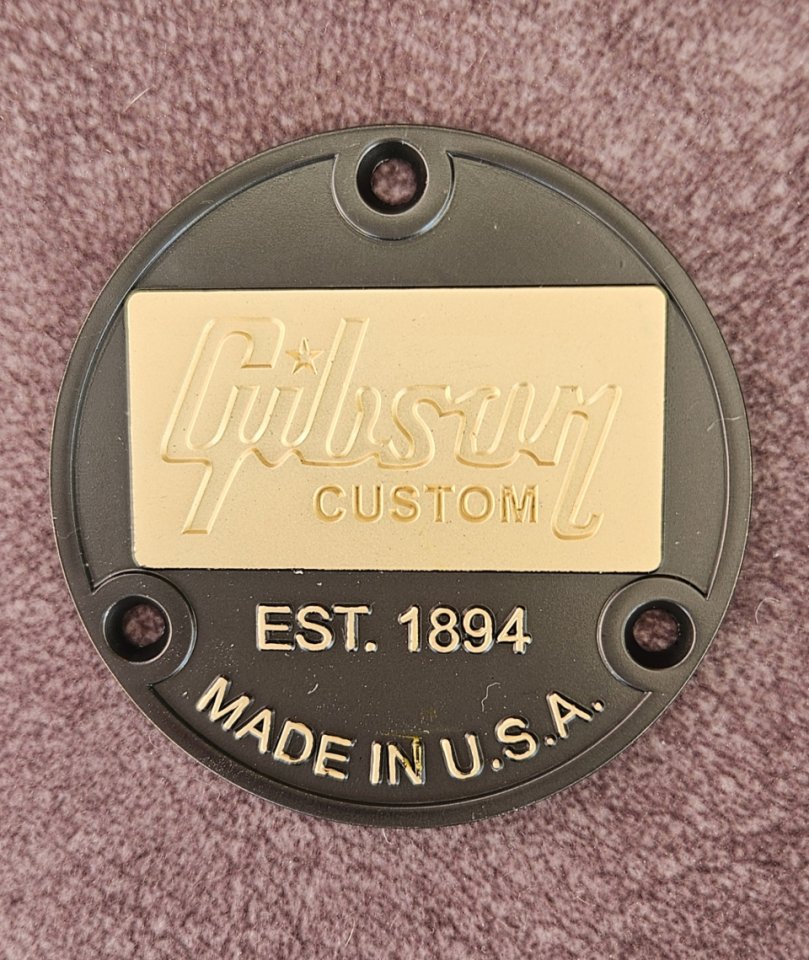 Gibson
CUSTOM
EST. 1894
MADE IN U.S.A.